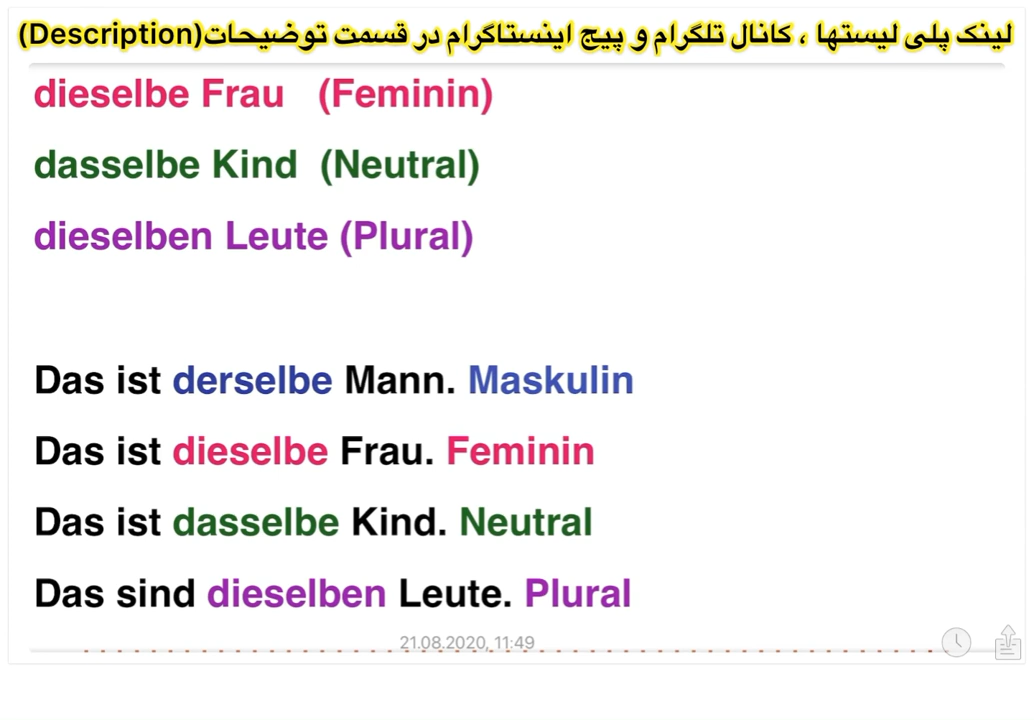 لینک پلی لیستها ، کانال تلگرام و پیج اینستاگرام در قسمت توضیحات(Description)
dieselbe Frau (Feminin)
dasselbe Kind (Neutral)
dieselben Leute (Plural)
Das ist derselbe Mann. Maskulin
Das ist dieselbe Frau. Feminin
Das ist dasselbe Kind. Neutral
Das sind dieselben Leute. Plural
21.08.2020, 11:49